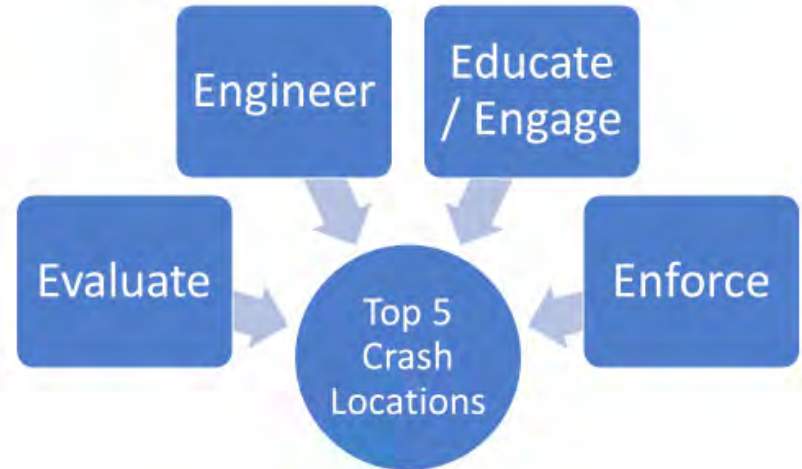 Engineer
Educate
/ Engage
Evaluate
Enforce
Top 5
Crash
Locations